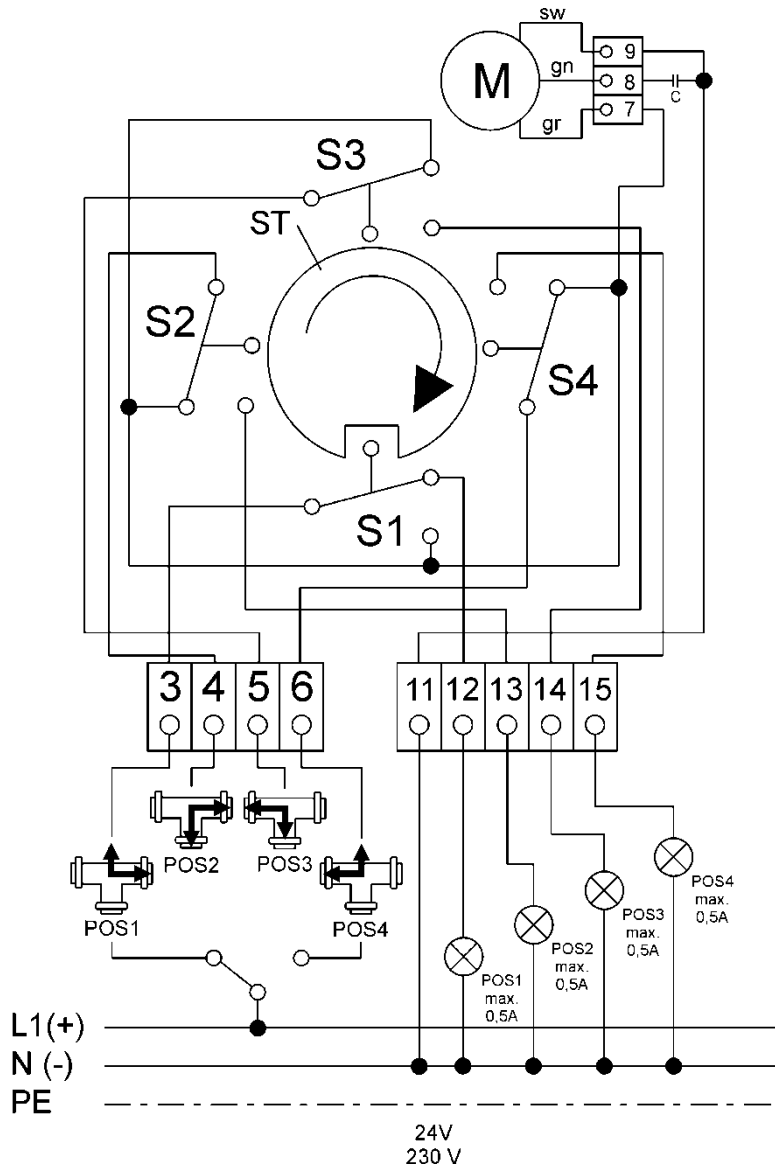 sw
9
M
gn
8
C
gr
7
S3
ST
S2
S4
S1
3 4 5 6
11 12 13 14 15
POS2
POS3
POS1
POS4
POS4
max.
0,5A
POS3
max.
0,5A
POS2
max.
0,5A
POS1
max.
0,5A
L1(+)
N (-)
PE
24V
230 V